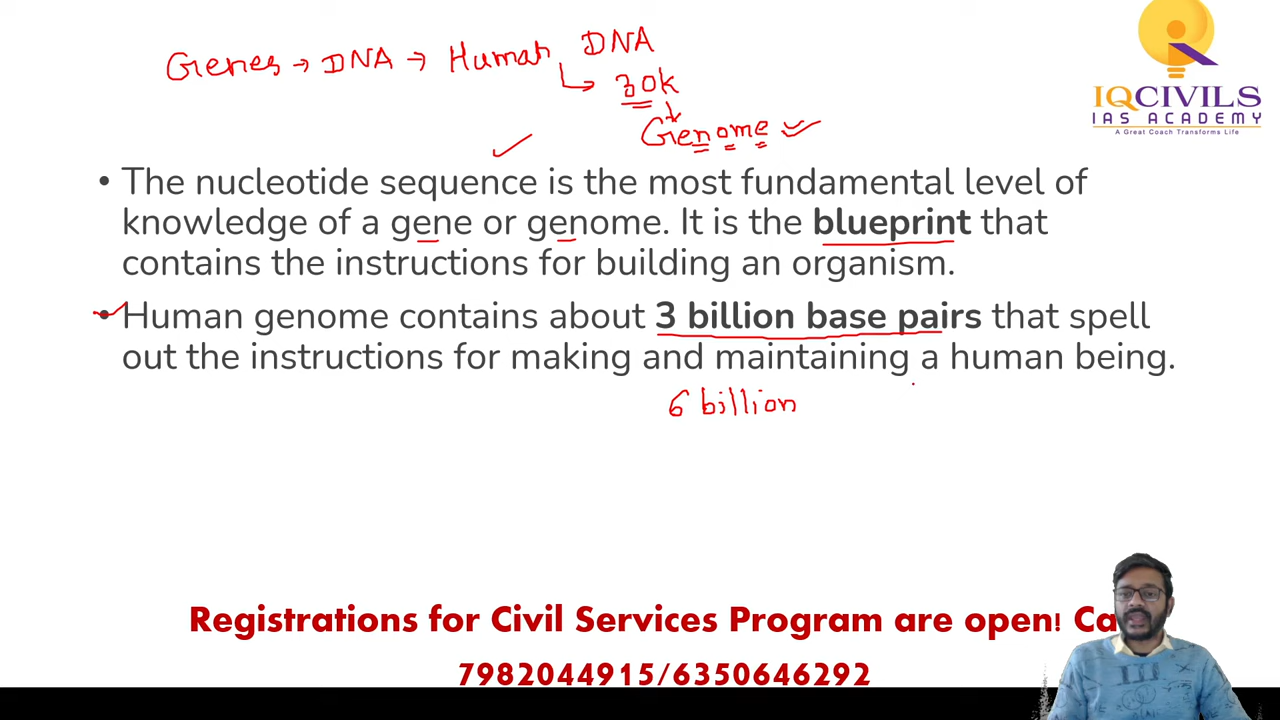 Genes → DNA → Human DNA
30k
Genome
IQCIVILS
IAS ACADEMY
A Great Coach Transforms Life
• The nucleotide sequence is the most fundamental level of
knowledge of a gene or genome. It is the blueprint that
contains the instructions for building an organism.
• Human genome contains about 3 billion base pairs that spell
out the instructions for making and maintaining a human being.
6 billion
Registrations for Civil Services Program are open! Ca
7982044915/6350646292